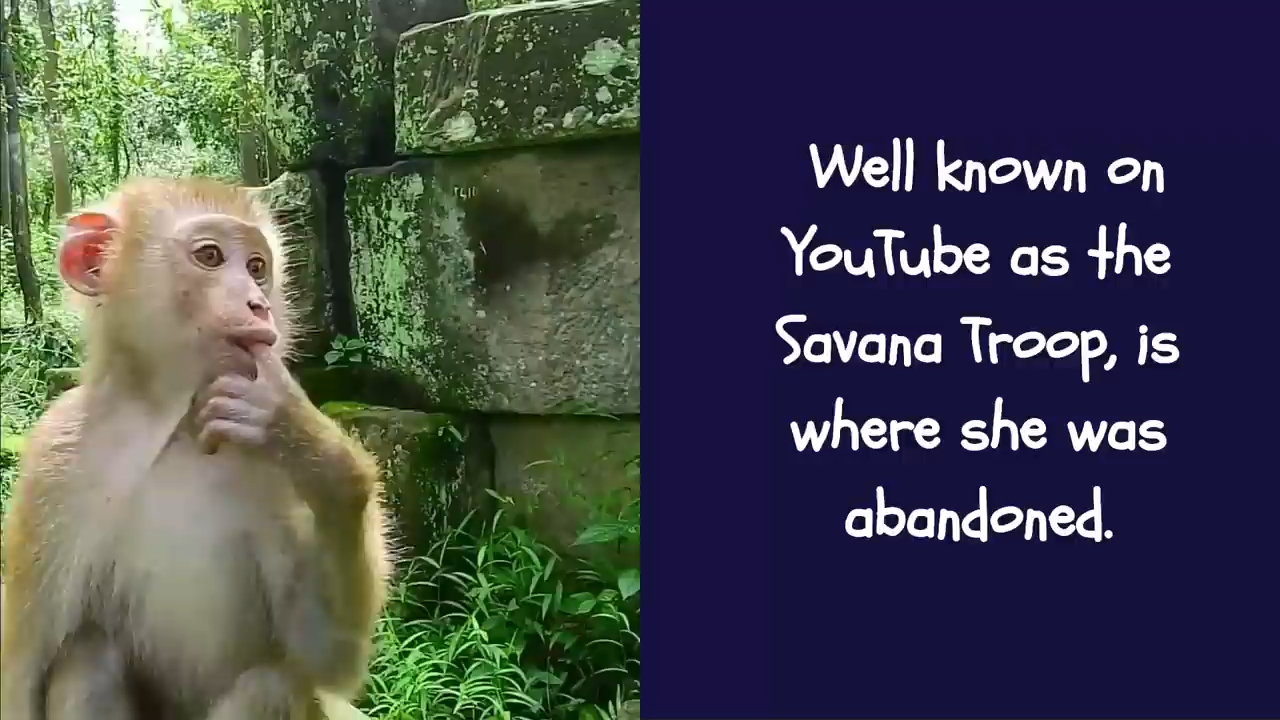 Well known on
YouTube as the
Savana Troop, is
where she was
abandoned.